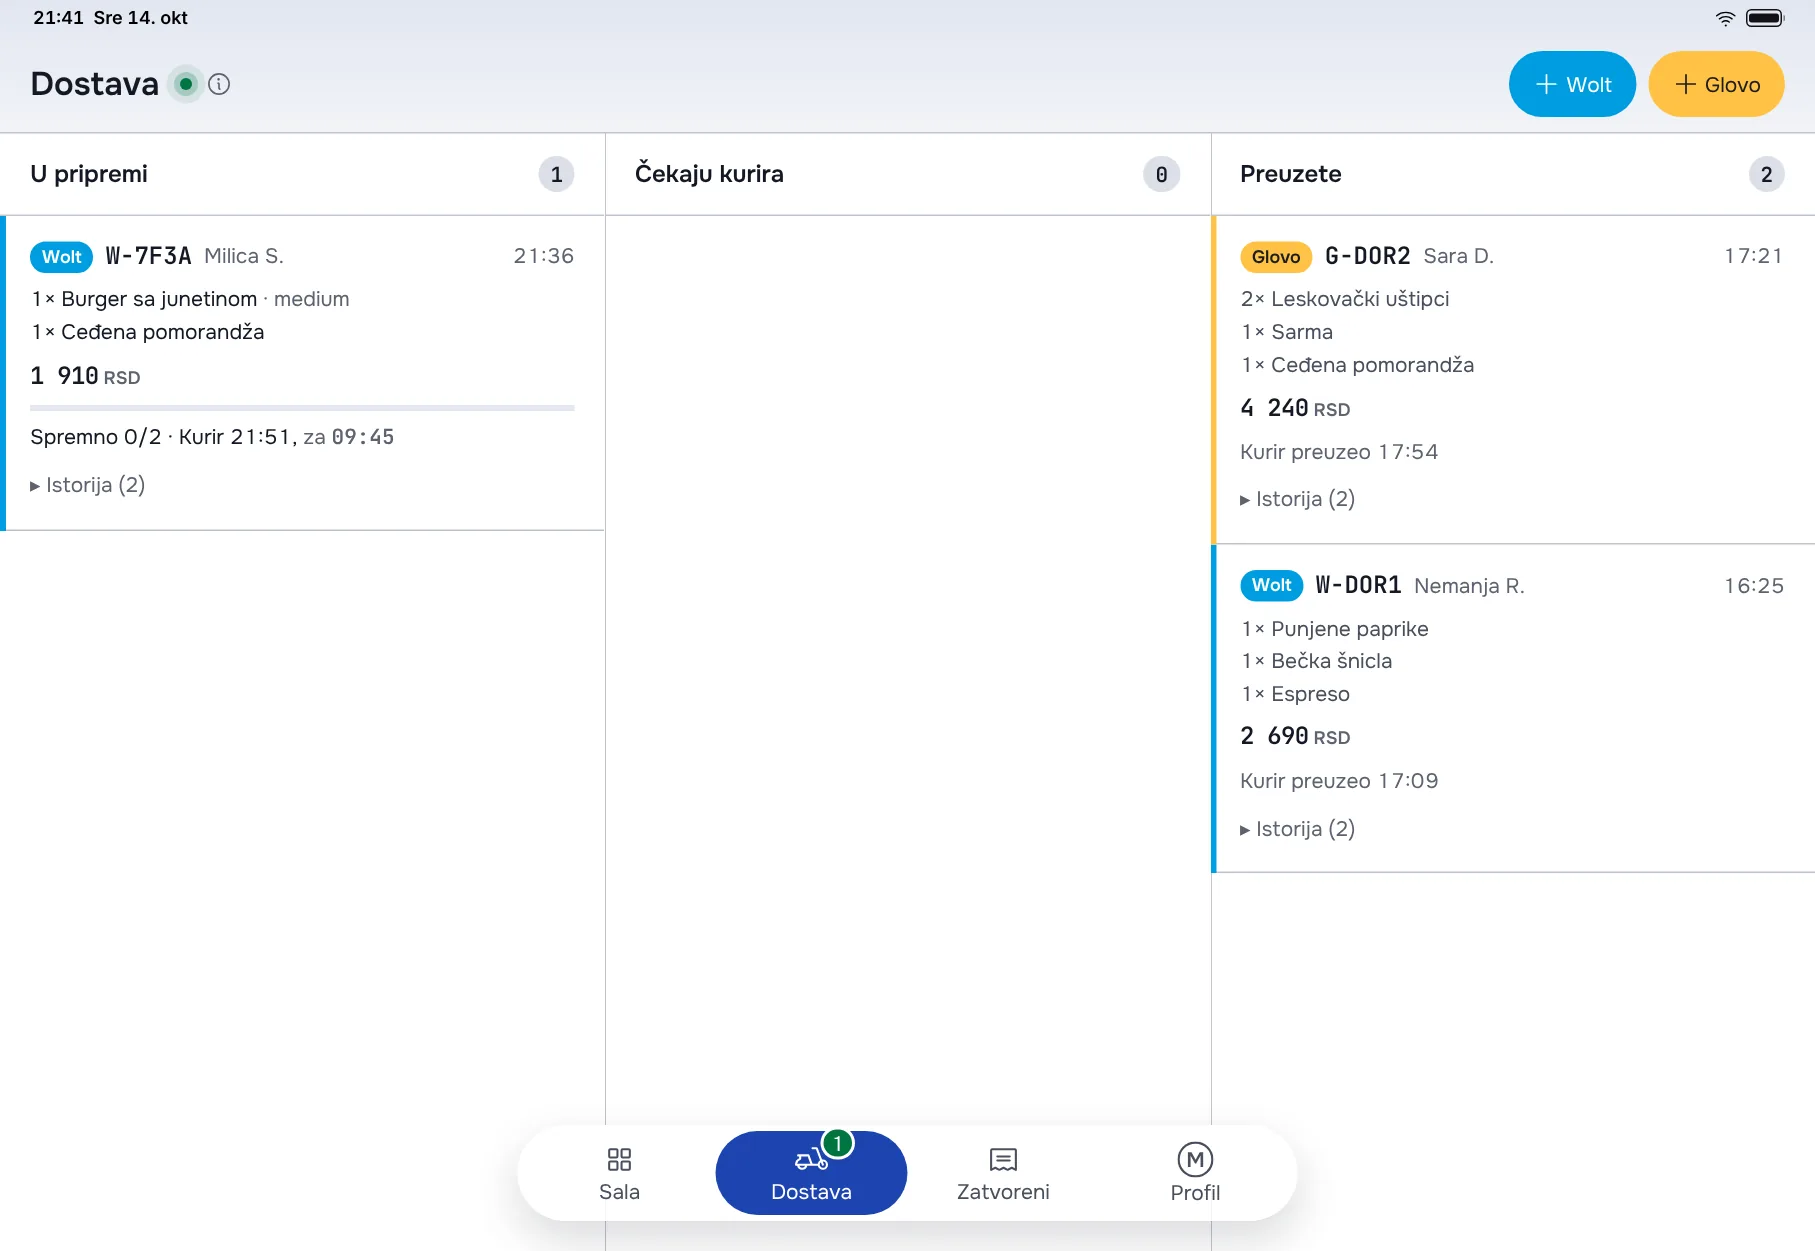 21:41 Sre 14. okt
Dostava
+ Wolt
+ Glovo
U pripremi 1
Wolt W-7F3A Milica S. 21:36
1× Burger sa junetinom · medium
1× Ceđena pomorandža
1 910 RSD
Spremno 0/2 · Kurir 21:51, za 09:45
▸ Istorija (2)
Čekaju kurira 0
Preuzete 2
Glovo G-DOR2 Sara D. 17:21
2× Leskovački uštipci
1× Sarma
1× Ceđena pomorandža
4 240 RSD
Kurir preuzeo 17:54
▸ Istorija (2)
Wolt W-DOR1 Nemanja R. 16:25
1× Punjene paprike
1× Bečka šnicla
1× Espreso
2 690 RSD
Kurir preuzeo 17:09
▸ Istorija (2)
Sala
1
Dostava
Zatvoreni
M
Profil